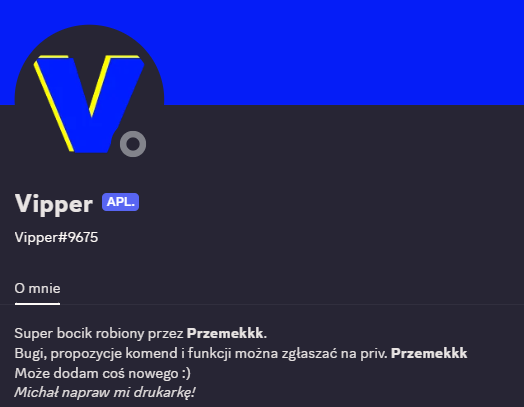 V
Vipper APL.
Vipper#9675
O mnie
Super bocik robiony przez Przemekkk.
Bugi, propozycje komend i funkcji można zgłaszać na priv. Przemekkk
Może dodam coś nowego :)
Michał napraw mi drukarkę!